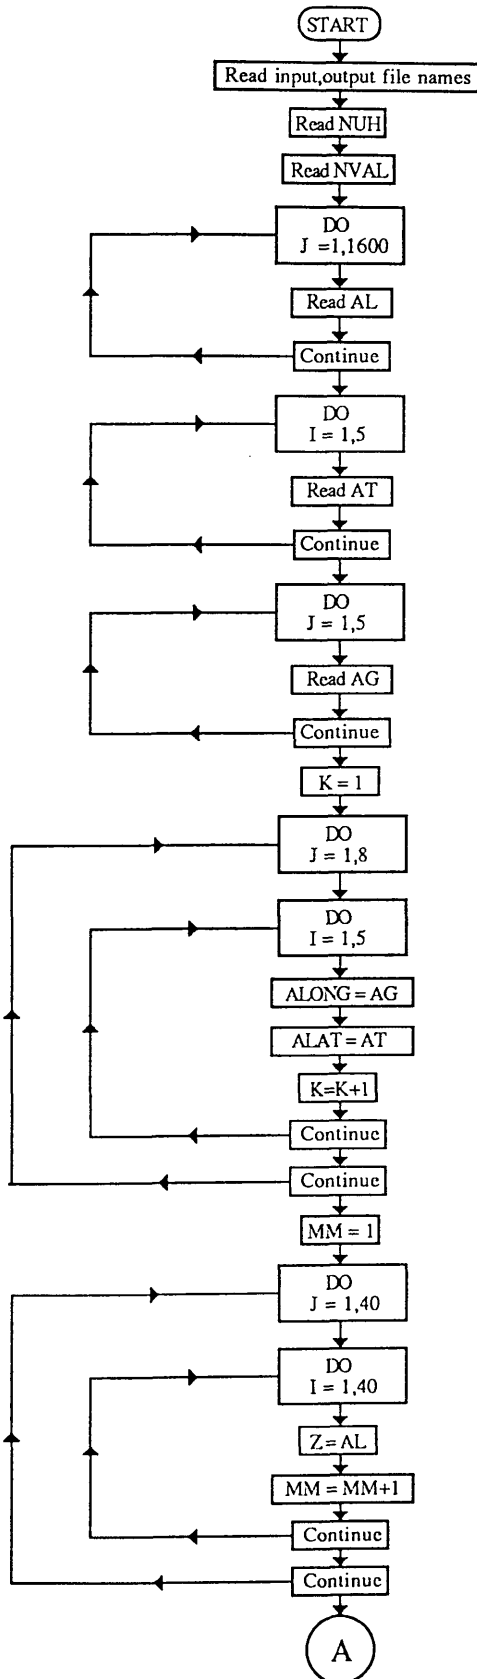 START
Read input,output file names
Read NUH
Read NVAL
DO
J =1,1600
Read AL
Continue
DO
I = 1,5
Read AT
Continue
DO
J = 1,5
Read AG
Continue
K = 1
DO
J = 1,8
DO
I = 1,5
ALONG = AG
ALAT = AT
K=K+1
Continue
Continue
MM = 1
DO
J = 1,40
DO
I = 1,40
Z=AL
MM = MM+1
Continue
Continue
A